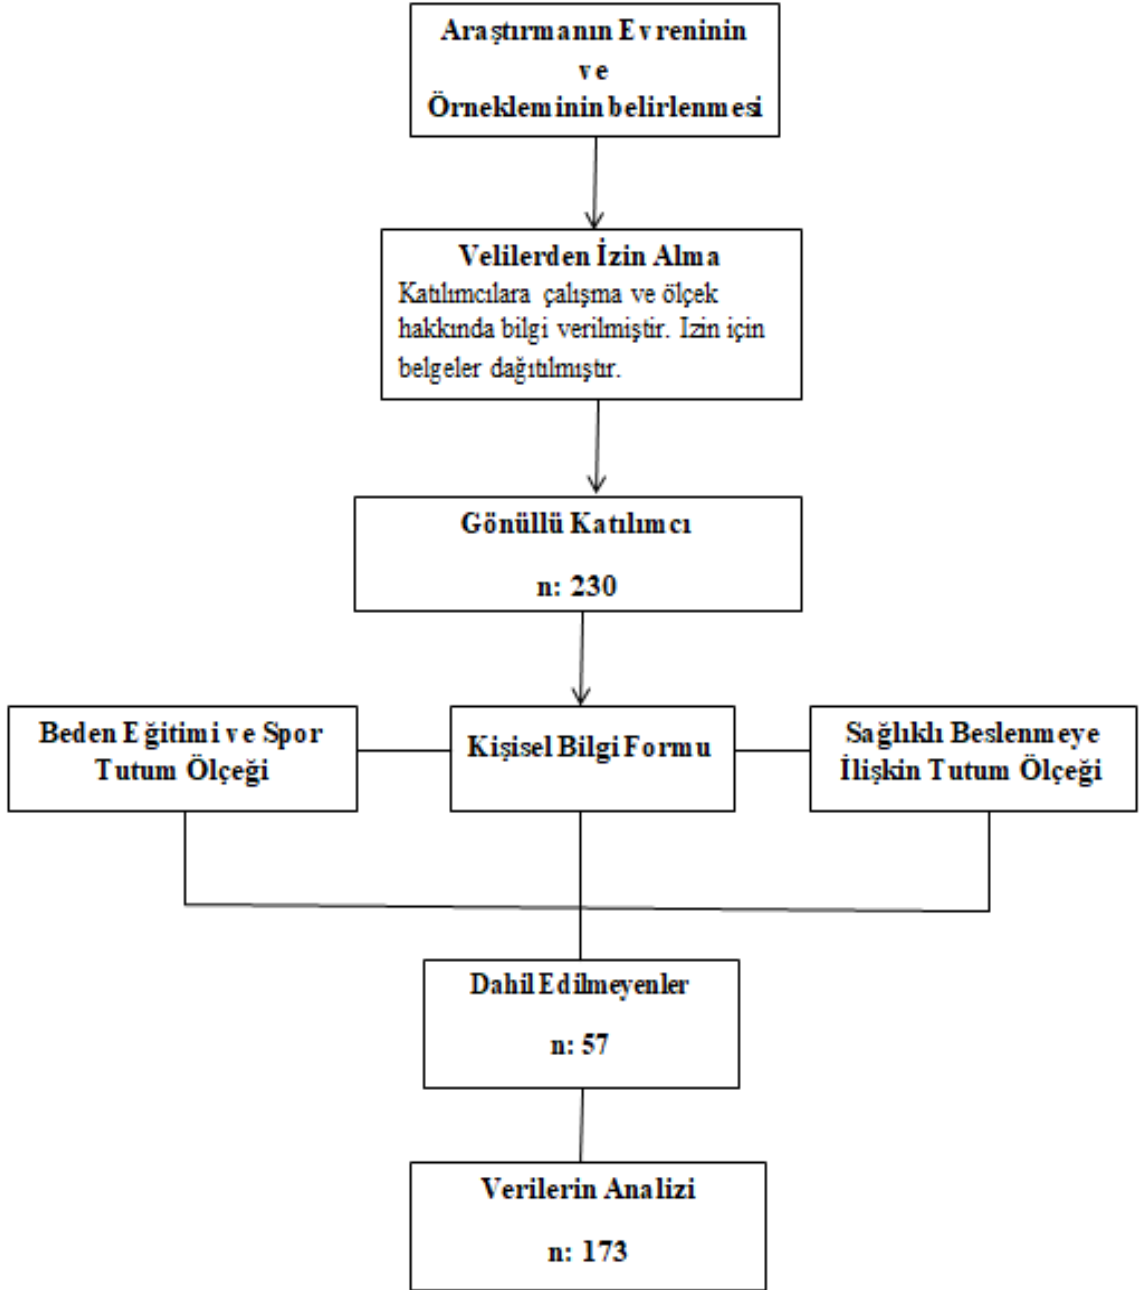 Araştırmanın Evreninin
ve
Örnekleminin belirlenmesi
Velilerden İzin Alma
Katılımcılara çalışma ve ölçek
hakkında bilgi verilmiştir. Izin için
belgeler dağıtılmıştır.
Gönüllü Katılımcı
n: 230
Beden Eğitimi ve Spor
Tutum Ölçeği
Kişisel Bilgi Formu
Sağlıklı Beslenmeye
İlişkin Tutum Ölçeği
Dahil Edilmeyenler
n: 57
Verilerin Analizi
n: 173